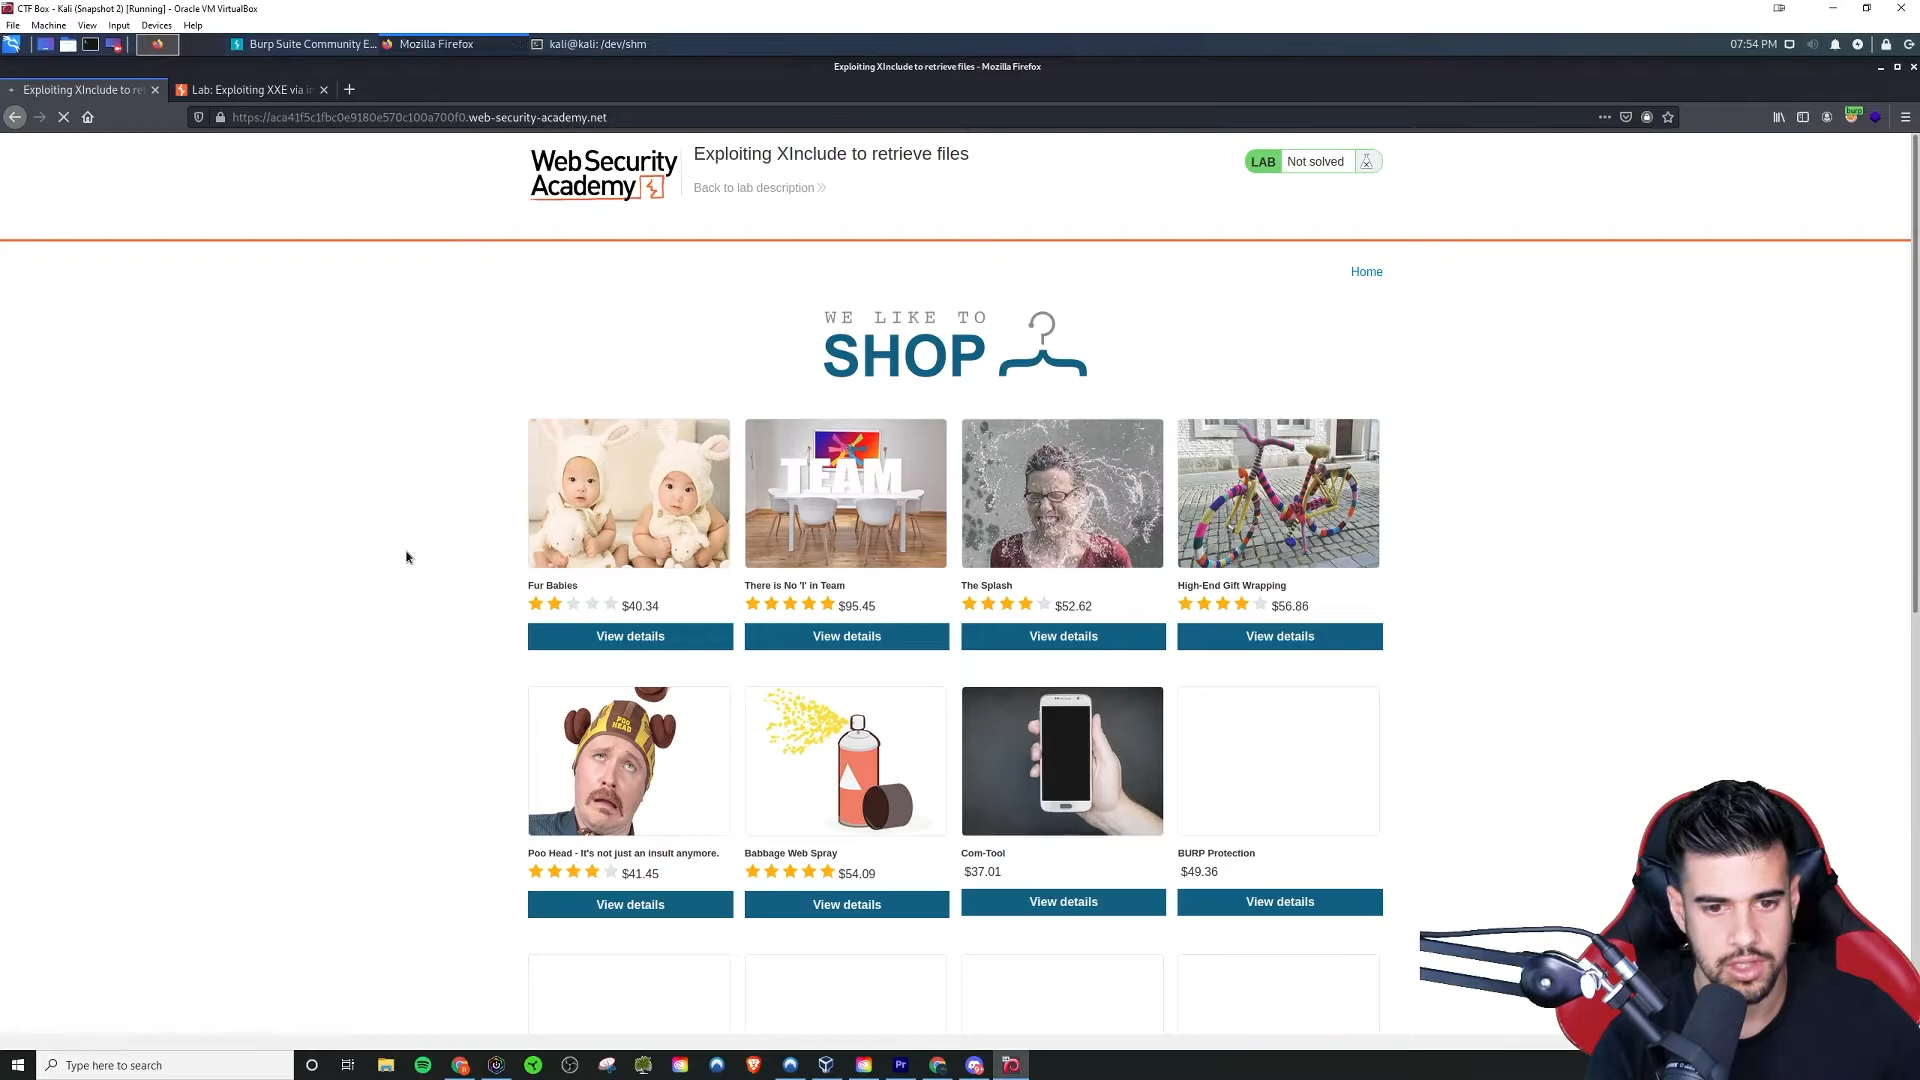 CTF Box - Kali (Snapshot 2) [Running] - Oracle VM VirtualBox
File Machine View Input Devices Help
Burp Suite Community E...
Mozilla Firefox
kali@kali: /dev/shm
07:54 PM
Exploiting XInclude to retrieve files - Mozilla Firefox
Exploiting XInclude to ret
Lab: Exploiting XXE via i
https://aca41f5c1fbc0e9180e570c100a700f0.web-security-academy.net
burp
WebSecurity
Academy
Exploiting XInclude to retrieve files
Back to lab description
LAB Not solved
Home
WE LIKE TO
SHOP
TEAM
Fur Babies
$40.34
View details
There is No 'I' in Team
$95.45
View details
The Splash
$52.62
View details
High-End Gift Wrapping
$56.86
View details
POO
HEAD
Poo Head - It's not just an insult anymore.
$41.45
View details
Babbage Web Spray
$54.09
View details
Com-Tool
$37.01
View details
BURP Protection
$49.36
View details
Type here to search
Pr